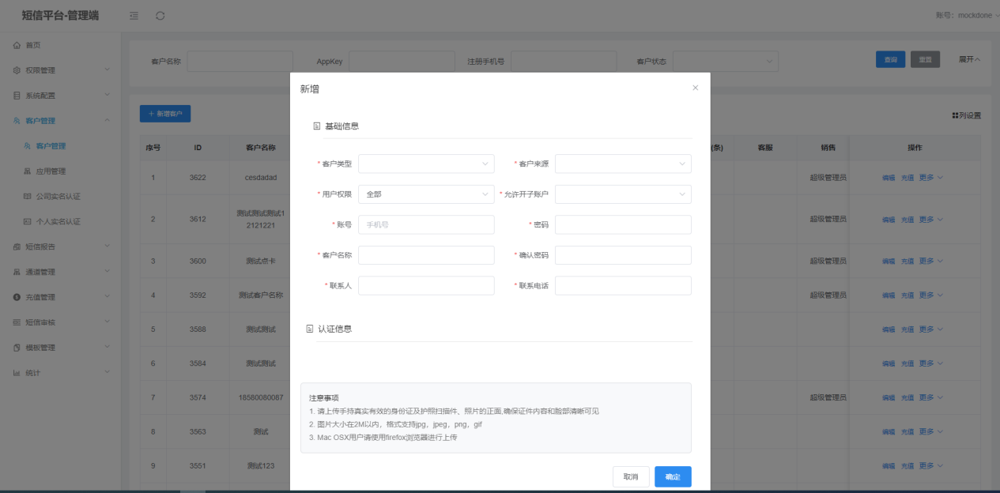 短信平台-管理端
账号：mockdone
首页
权限管理
系统配置
客户管理
客户管理
应用管理
公司实名认证
个人实名认证
短信报告
通道管理
充值管理
短信审核
模板管理
统计
客户名称
AppKey
注册手机号
客户状态
查询
重置
展开
+ 新增客户
列设置
序号 ID 客户名称 (条) 客服 销售 操作
1 3622 cesdadad 超级管理员 编辑 充值 更多
2 3612 测试测试测试1
2121221 超级管理员 编辑 充值 更多
3 3600 测试点卡 超级管理员 编辑 充值 更多
4 3592 测试客户名称 超级管理员 编辑 充值 更多
5 3588 测试测试 编辑 充值 更多
6 3584 测试测试 编辑 充值 更多
7 3574 18580080087 超级管理员 编辑 充值 更多
8 3563 测试 编辑 充值 更多
9 3551 测试123 编辑 充值 更多
新增
基础信息
* 客户类型
* 客户来源
* 用户权限 全部
* 允许开子账户
* 账号 手机号
* 密码
* 客户名称
* 确认密码
* 联系人
* 联系电话
认证信息
注意事项
1. 请上传手持真实有效的身份证及护照扫描件、照片的正面,确保证件内容和脸部清晰可见
2. 图片大小在2M以内，格式支持jpg，jpeg，png，gif
3. Mac OSX用户请使用firefox浏览器进行上传
取消
确定